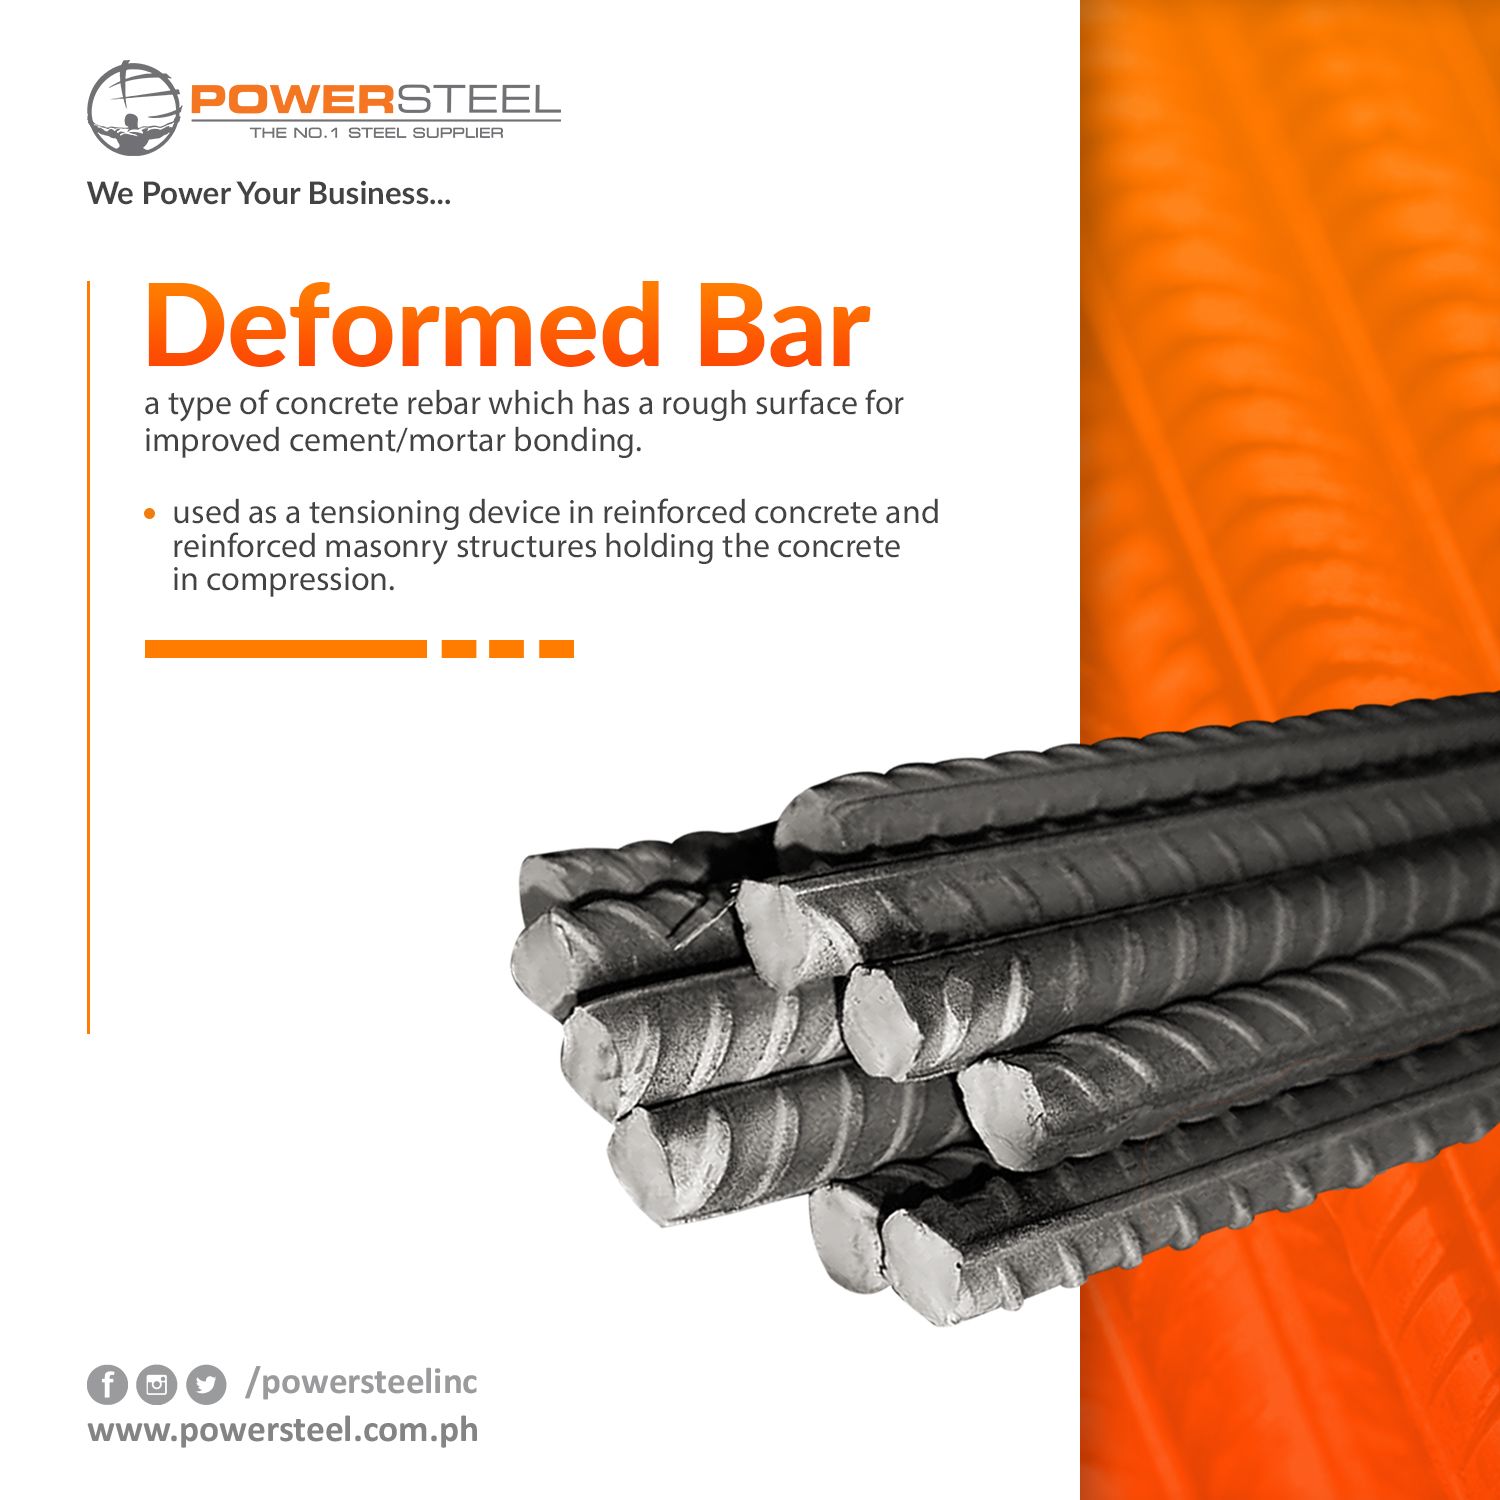 POWERSTEEL
THE NO.1 STEEL SUPPLIER
We Power Your Business...
Deformed Bar
a type of concrete rebar which has a rough surface for
improved cement/mortar bonding.
• used as a tensioning device in reinforced concrete and
reinforced masonry structures holding the concrete
in compression.
/powersteelinc
www.powersteel.com.ph